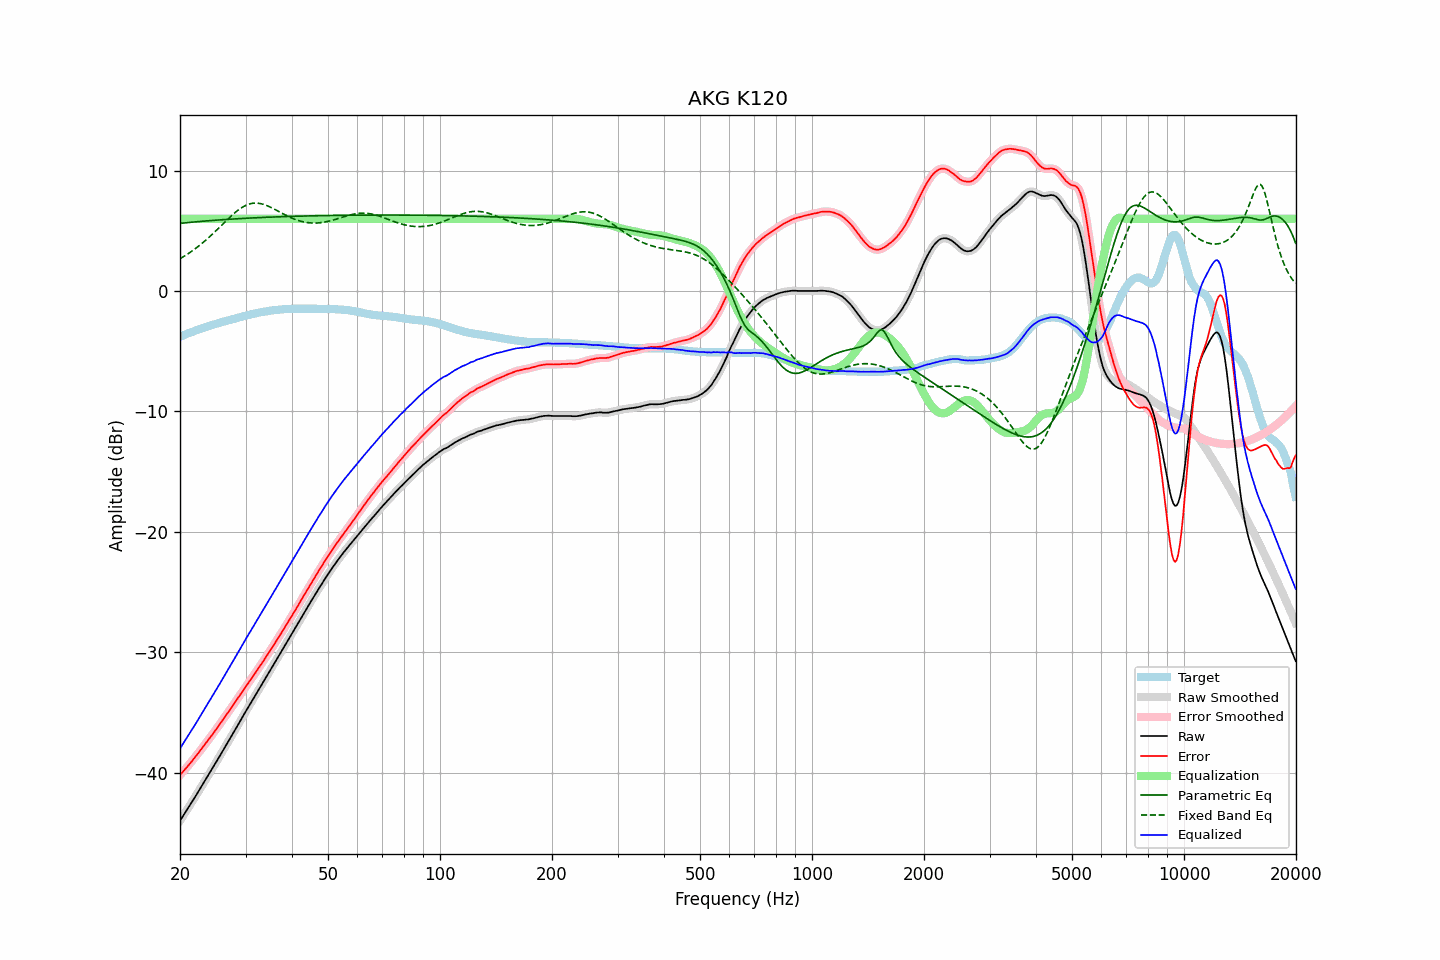 AKG K120
10
0
−10
−20
−30
−40
Amplitude (dBr)
20
50
100
200
500
1000
2000
5000
10000
20000
Frequency (Hz)
Target
Raw Smoothed
Error Smoothed
Raw
Error
Equalization
Parametric Eq
Fixed Band Eq
Equalized